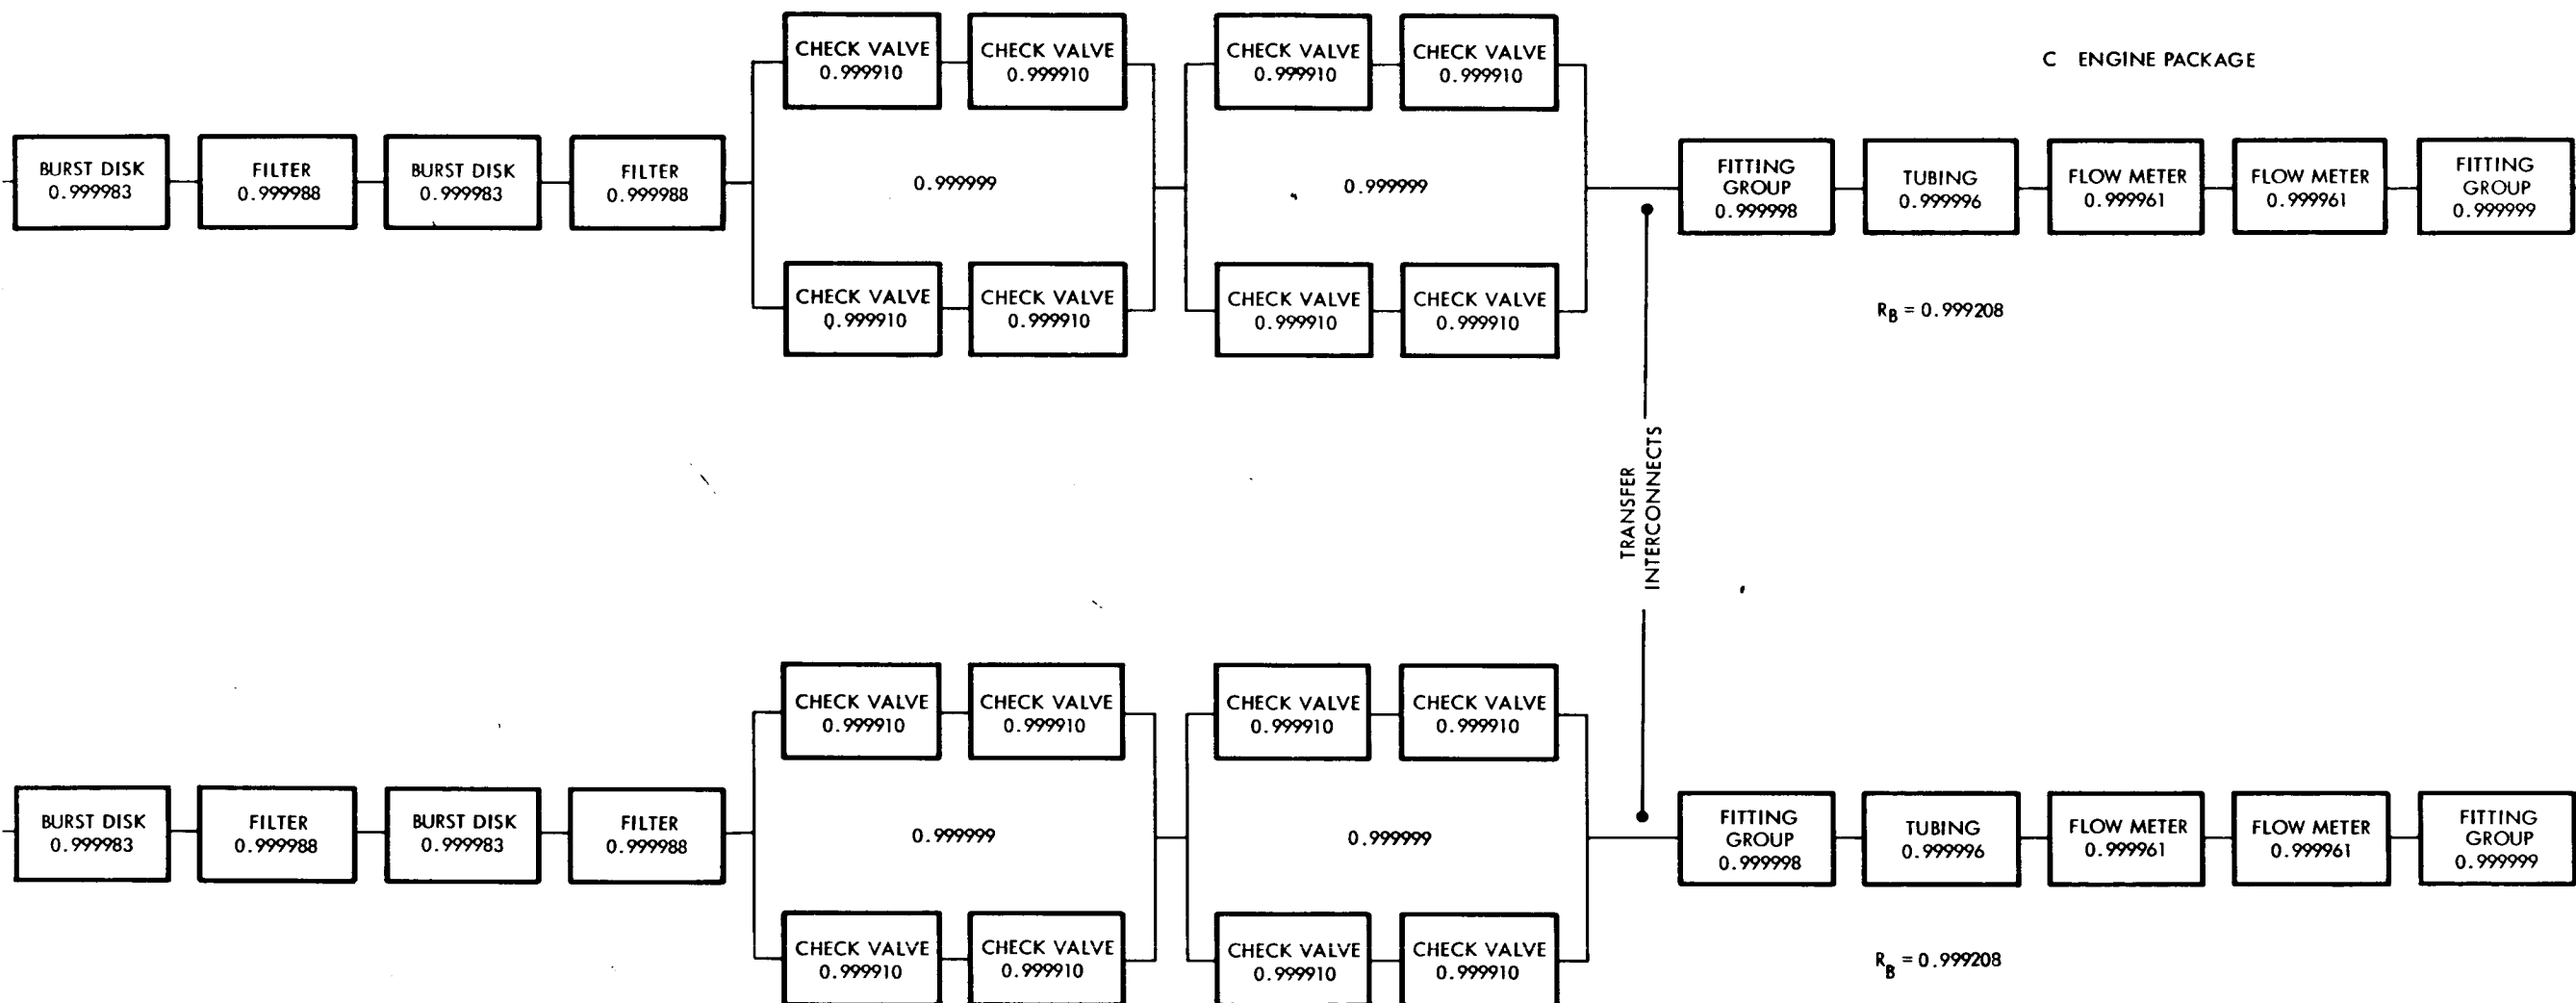 C ENGINE PACKAGE
CHECK VALVE
0.999910
CHECK VALVE
0.999910
CHECK VALVE
0.999910
CHECK VALVE
0.999910
BURST DISK
0.999983
FILTER
0.999988
BURST DISK
0.999983
FILTER
0.999988
0.999999
0.999999
FITTING
GROUP
0.999998
TUBING
0.999996
FLOW METER
0.999961
FLOW METER
0.999961
FITTING
GROUP
0.999999
CHECK VALVE
0.999910
CHECK VALVE
0.999910
CHECK VALVE
0.999910
CHECK VALVE
0.999910
RB = 0.999208
TRANSFER
INTERCONNECTS
CHECK VALVE
0.999910
CHECK VALVE
0.999910
CHECK VALVE
0.999910
CHECK VALVE
0.999910
BURST DISK
0.999983
FILTER
0.999988
BURST DISK
0.999983
FILTER
0.999988
0.999999
0.999999
FITTING
GROUP
0.999998
TUBING
0.999996
FLOW METER
0.999961
FLOW METER
0.999961
FITTING
GROUP
0.999999
CHECK VALVE
0.999910
CHECK VALVE
0.999910
CHECK VALVE
0.999910
CHECK VALVE
0.999910
RB = 0.999208